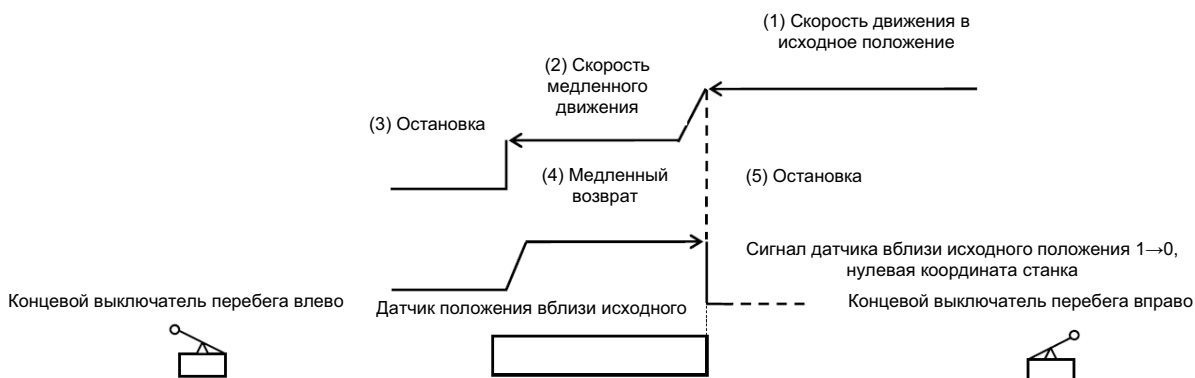 (1) Скорость движения в
исходное положение
(2) Скорость
медленного
движения
(3) Остановка
(4) Медленный
возврат
(5) Остановка
Сигнал датчика вблизи исходного положения 1→0,
нулевая координата станка
Концевой выключатель перебега влево
Датчик положения вблизи исходного
Концевой выключатель перебега вправо